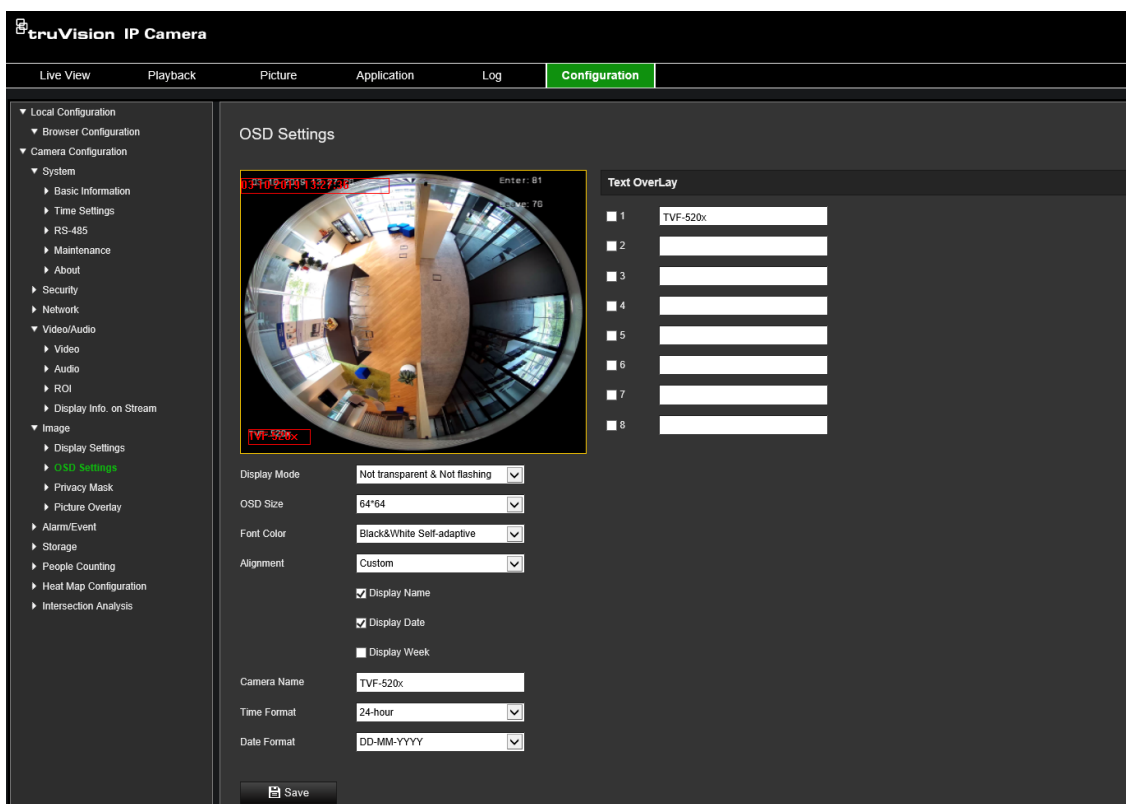 truVision IP Camera
Live View Playback Picture Application Log Configuration
Local Configuration
Browser Configuration
Camera Configuration
System
Basic Information
Time Settings
RS-485
Maintenance
About
Security
Network
Video/Audio
Video
Audio
ROI
Display Info. on Stream
Image
Display Settings
OSD Settings
Privacy Mask
Picture Overlay
Alarm/Event
Storage
People Counting
Heat Map Configuration
Intersection Analysis
OSD Settings
Enter: 81
TVF-520x
Display Mode Not transparent & Not flashing
OSD Size 64*64
Font Color Black&White Self-adaptive
Alignment Custom
Display Name
Display Date
Display Week
Camera Name TVF-520x
Time Format 24-hour
Date Format DD-MM-YYYY
Save
Text OverLay
1 TVF-520x
2
3
4
5
6
7
8